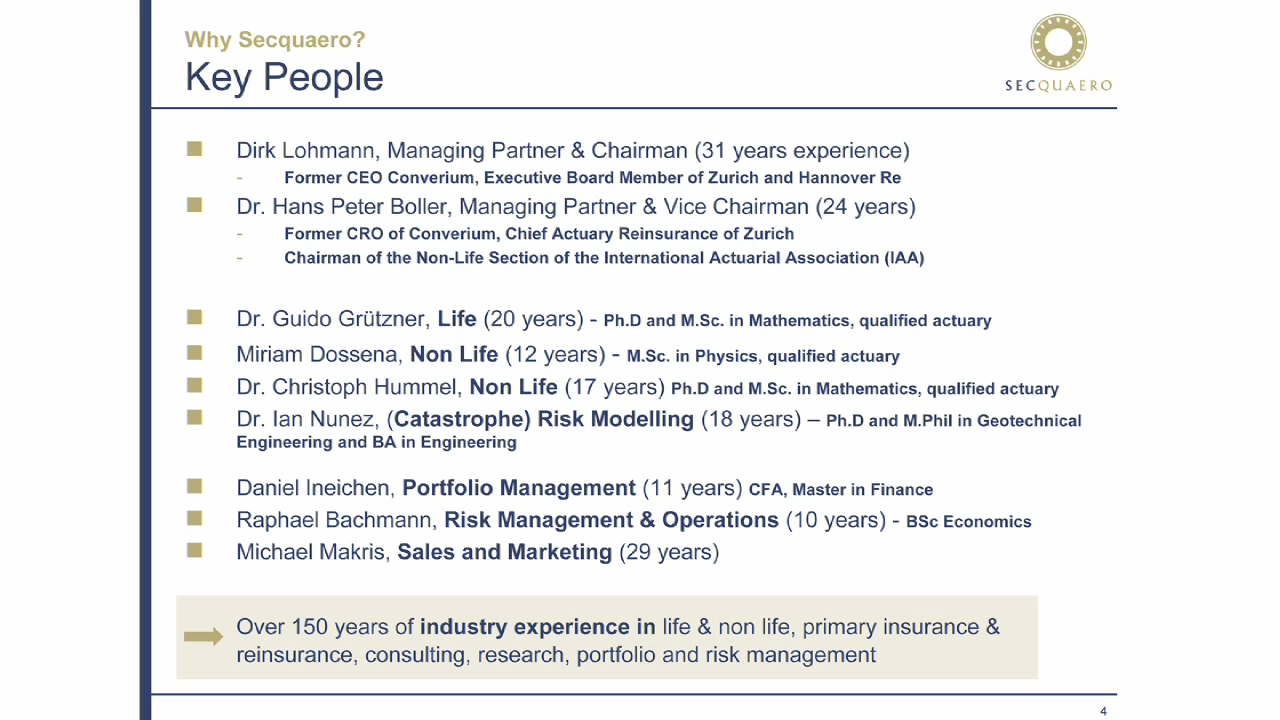 Why Secquaero?
Key People
SECQUAERO
Dirk Lohmann, Managing Partner & Chairman (31 years experience)
- Former CEO Converium, Executive Board Member of Zurich and Hannover Re
Dr. Hans Peter Boller, Managing Partner & Vice Chairman (24 years)
- Former CRO of Converium, Chief Actuary Reinsurance of Zurich
- Chairman of the Non-Life Section of the International Actuarial Association (IAA)
Dr. Guido Grützner, Life (20 years) - Ph.D and M.Sc. in Mathematics, qualified actuary
Miriam Dossena, Non Life (12 years) - M.Sc. in Physics, qualified actuary
Dr. Christoph Hummel, Non Life (17 years) Ph.D and M.Sc. in Mathematics, qualified actuary
Dr. Ian Nunez, (Catastrophe) Risk Modelling (18 years) – Ph.D and M.Phil in Geotechnical
Engineering and BA in Engineering
Daniel Ineichen, Portfolio Management (11 years) CFA, Master in Finance
Raphael Bachmann, Risk Management & Operations (10 years) - BSc Economics
Michael Makris, Sales and Marketing (29 years)
Over 150 years of industry experience in life & non life, primary insurance &
reinsurance, consulting, research, portfolio and risk management
4